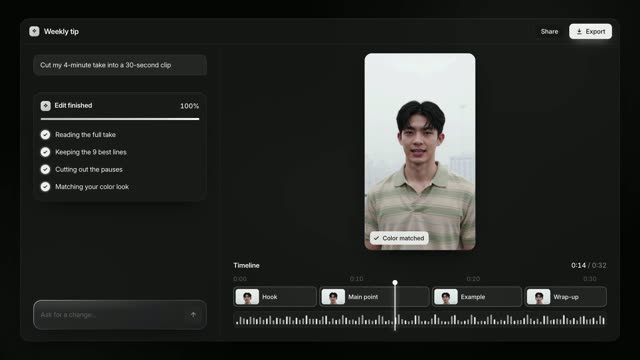 Weekly tip
Share
Export
Cut my 4-minute take into a 30-second clip
Edit finished
100%
Reading the full take
Keeping the 9 best lines
Cutting out the pauses
Matching your color look
Ask for a change...
Color matched
Timeline
0:14 / 0:32
0:00
0:10
0:20
0:30
Hook
Main point
Example
Wrap-up